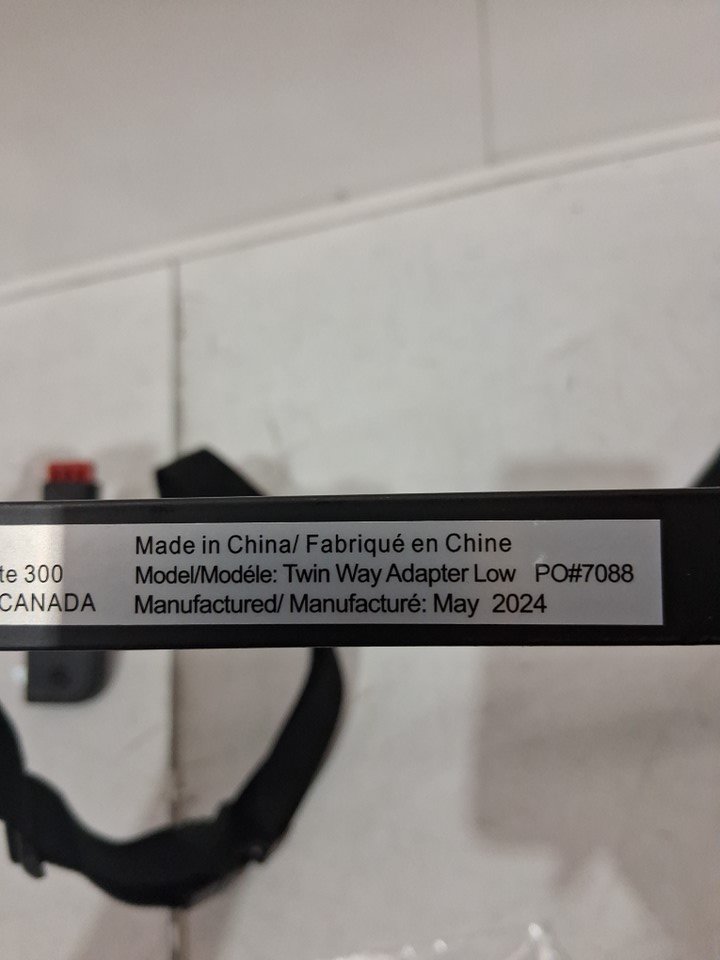 Made in China/ Fabriqué en Chine
te 300
Model/Modéle: Twin Way Adapter Low PO#7088
CANADA
Manufactured/ Manufacturé: May 2024